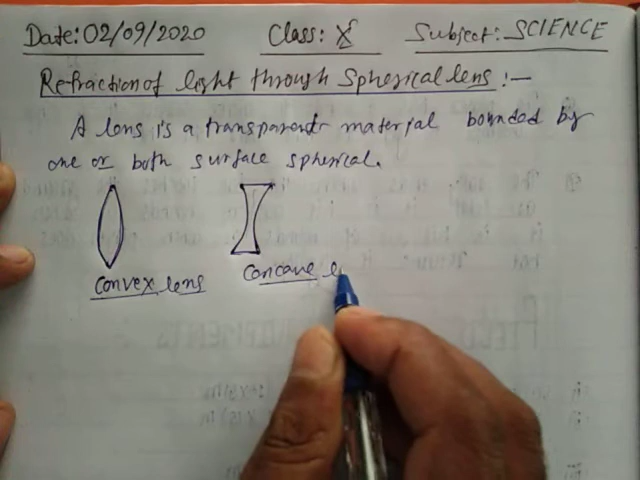 Date: 02/09/2020 Class: X Subject: SCIENCE
Refraction of light through Spherical lens :—
A lens is a transparent material bounded by
one or both surface spherical.
Convex lens Concave